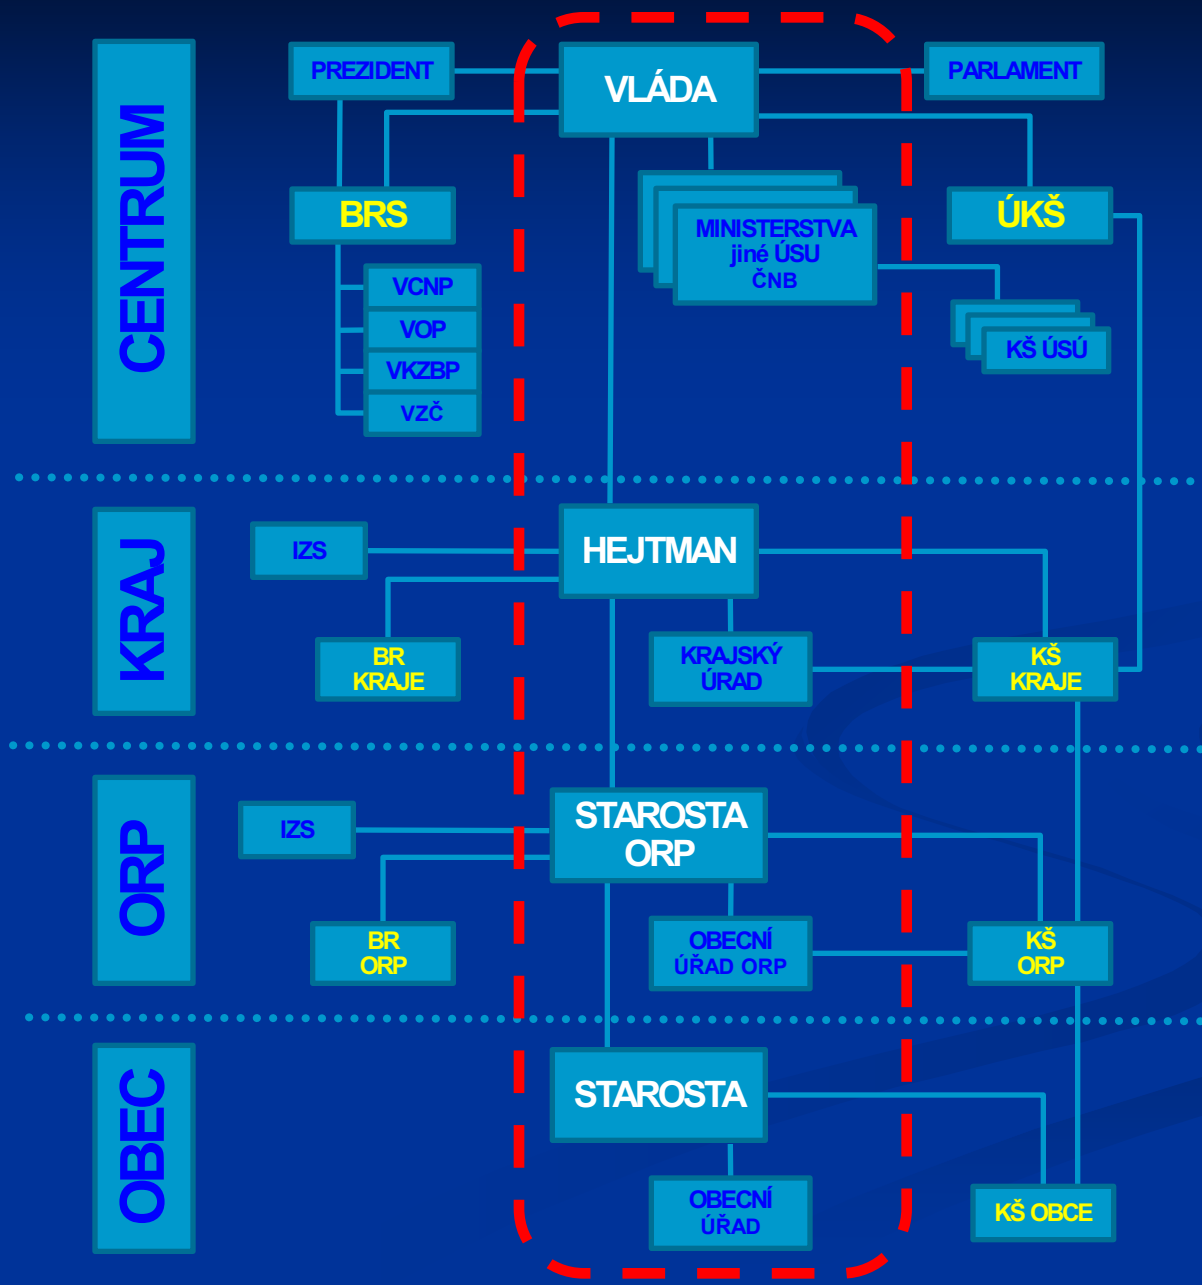 CENTRUM
PREZIDENT
VLÁDA
PARLAMENT
BRS
MINISTERSTVA
jiné ÚSU
ČNB
ÚKŠ
VCNP
VOP
VKZBP
VZČ
KŠ ÚSÚ
KRAJ
IZS
HEJTMAN
BR
KRAJE
KRAJSKÝ
ÚRAD
KŠ
KRAJE
ORP
IZS
STAROSTA
ORP
BR
ORP
OBECNÍ
ÚŘAD ORP
KŠ
ORP
OBEC
STAROSTA
OBECNÍ
ÚŘAD
KŠ OBCE